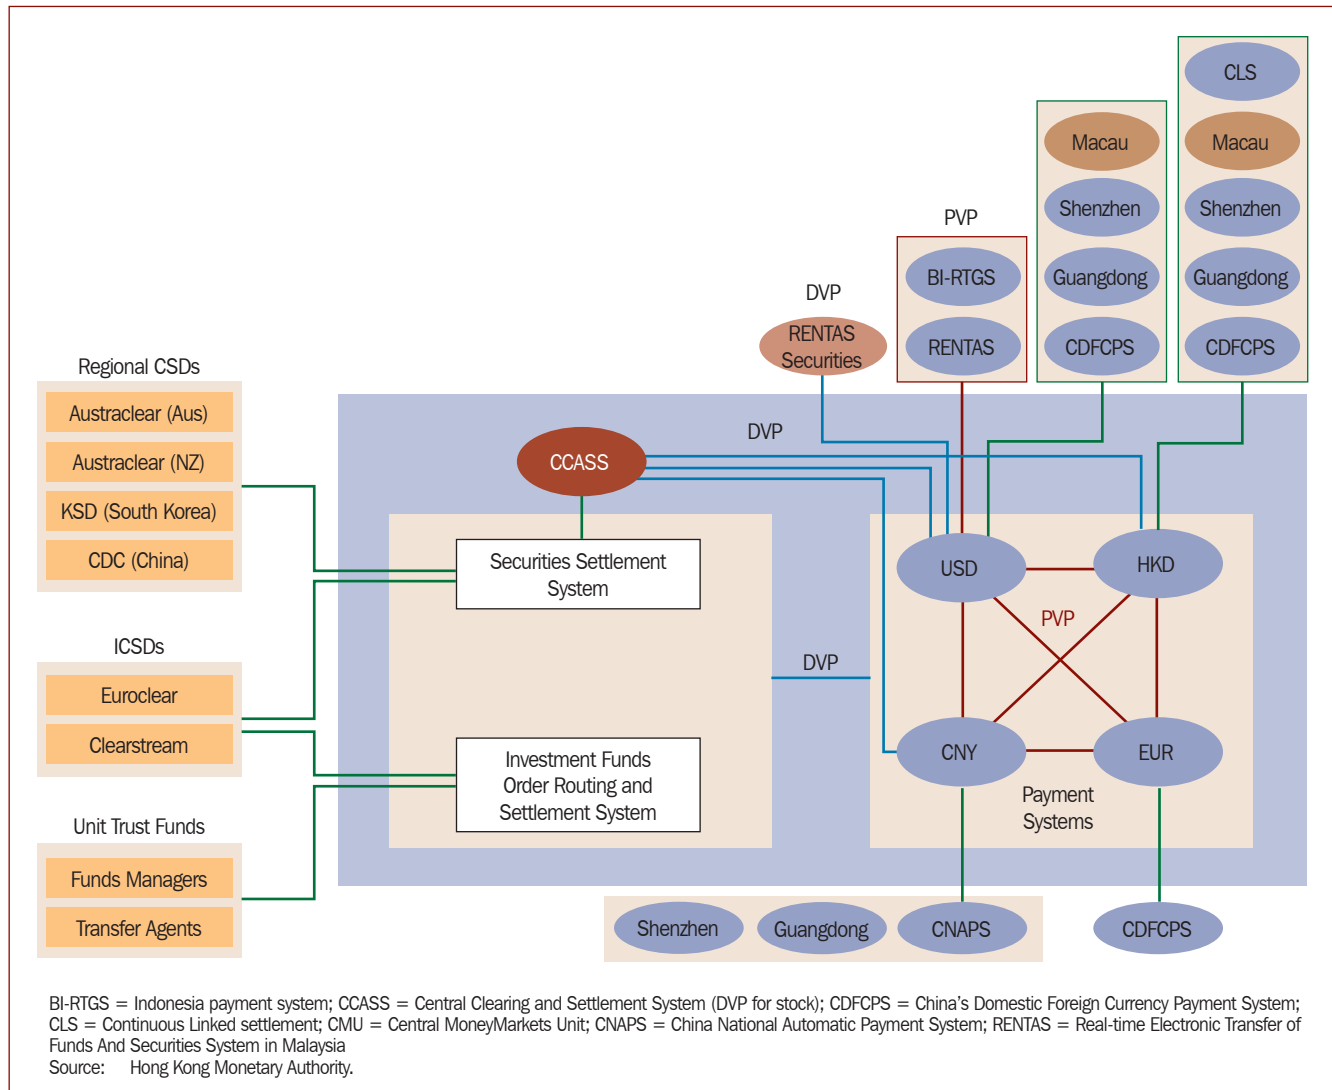 CLS
Macau
Macau
Shenzhen
Shenzhen
PVP
BI-RTGS
Guangdong
Guangdong
DVP
RENTAS
Securities
RENTAS
CDFCPS
CDFCPS
Regional CSDs
Austraclear (Aus)
Austraclear (NZ)
KSD (South Korea)
CDC (China)
DVP
CCASS
Securities Settlement
System
USD
HKD
PVP
ICSDs
Euroclear
Clearstream
DVP
Investment Funds
Order Routing and
Settlement System
CNY
EUR
Payment
Systems
Unit Trust Funds
Funds Managers
Transfer Agents
Shenzhen
Guangdong
CNAPS
CDFCPS
BI-RTGS = Indonesia payment system; CCASS = Central Clearing and Settlement System (DVP for stock); CDFCPS = China's Domestic Foreign Currency Payment System;
CLS = Continuous Linked settlement; CMU = Central MoneyMarkets Unit; CNAPS = China National Automatic Payment System; RENTAS = Real-time Electronic Transfer of
Funds And Securities System in Malaysia
Source: Hong Kong Monetary Authority.